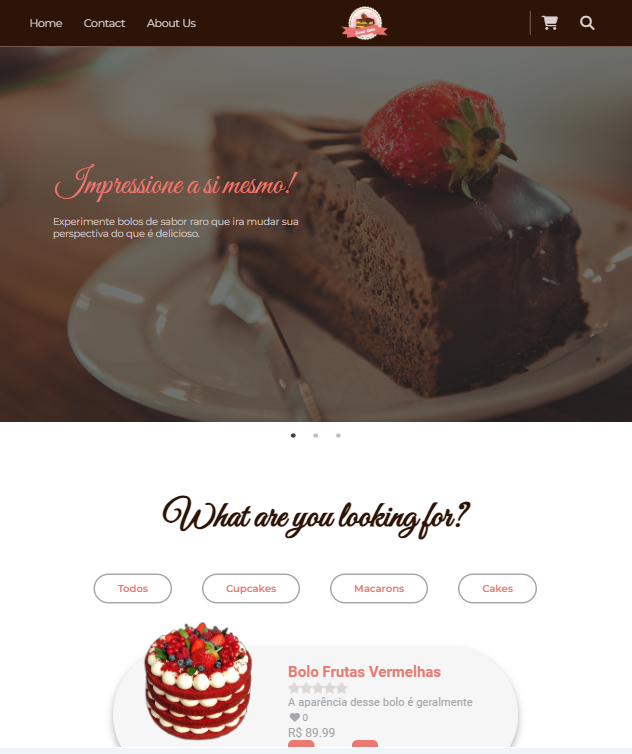 Home Contact About Us
Impressione a si mesmo!
Experimente bolos de sabor raro que ira mudar sua
perspectiva do que é delicioso.
What are you looking for?
Todos Cupcakes Macarons Cakes
Bolo Frutas Vermelhas
A aparência desse bolo é geralmente
0
R$ 89.99